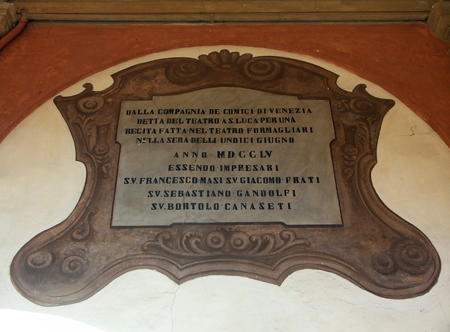 DALLA COMPAGNIA DE COMICI DI VENEZIA
DETTA DEL TEATRO A S. LUCA PER UNA
RECITA FATTA NEL TEATRO FORMAGLIARI
NELLA SERA DELLI UNDICI GIUGNO
ANNO MDCCLV
ESSENDO IMPRESARI
SV. FRANCESCO MASI SV. GIACOMO FRATI
SV. SEBASTIANO GANDOLFI
SV. BORTOLO CANASETI